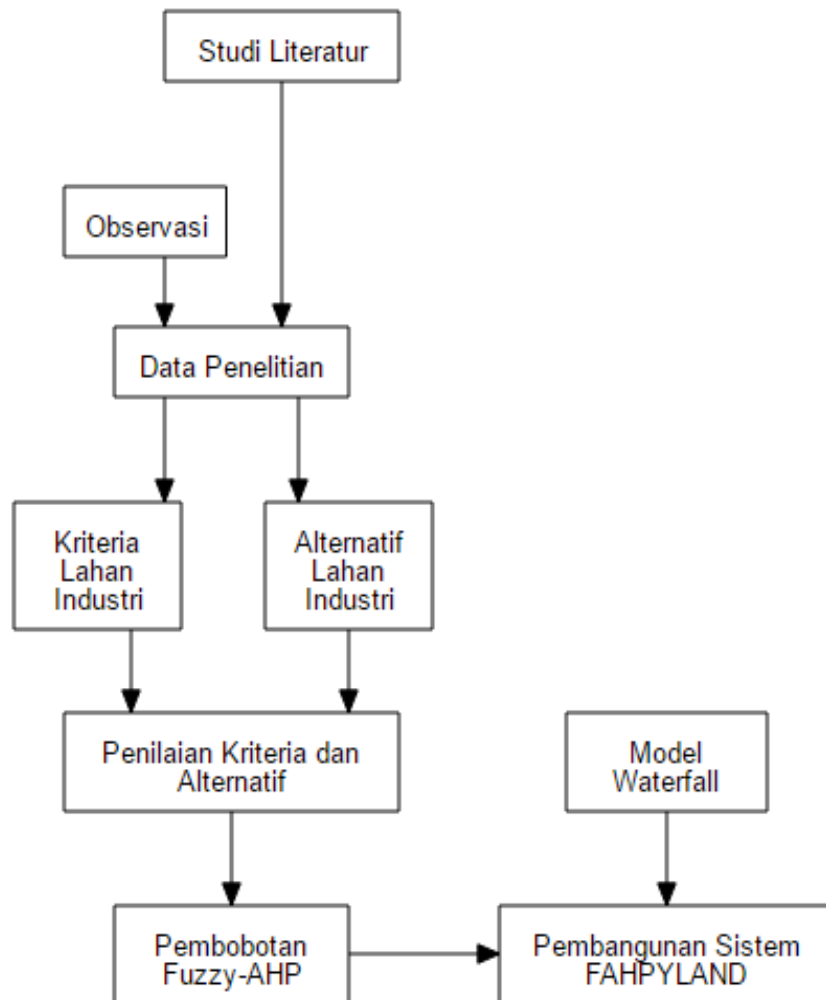 Studi Literatur
Observasi
Data Penelitian
Kriteria
Lahan
Industri
Alternatif
Lahan
Industri
Penilaian Kriteria dan
Alternatif
Model
Waterfall
Pembobotan
Fuzzy-AHP
Pembangunan Sistem
FAHPYLAND